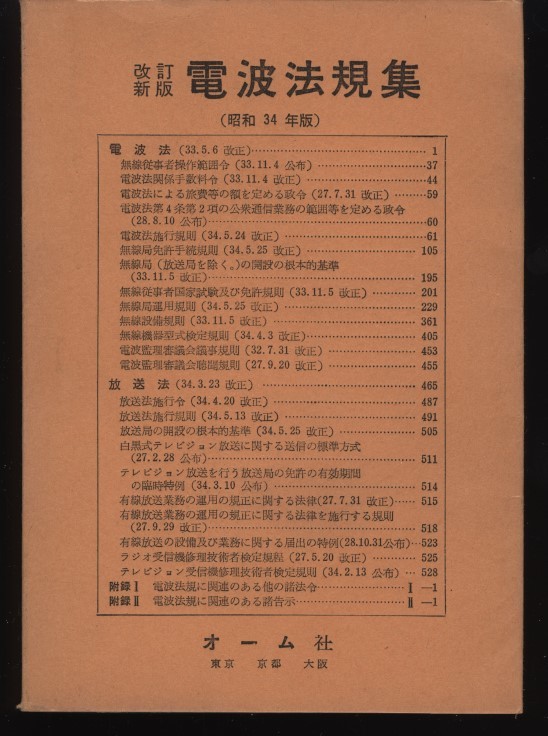 改訂新版 電波法規集
(昭和 34 年版)
電波法 (33.5.6 改正)……1
無線従事者操作範囲令 (33.11.4 公布)……37
電波法関係手数料令 (33.11.4 改正)……44
電波法による旅費等の額を定める政令 (27.7.31 改正)……59
電波法第4条第2項の公衆通信業務の範囲等を定める政令
(28.8.10 公布)……60
電波法施行規則 (34.5.24 改正)……61
無線局免許手続規則 (34.5.25 改正)……105
無線局 (放送局を除く。) の開設の根本的基準
(33.11.5 改正)……195
無線従事者国家試験及び免許規則 (33.11.5 改正)……201
無線局運用規則 (34.5.25 改正)……229
無線設備規則 (33.11.5 改正)……361
無線機器型式検定規則 (34.4.3 改正)……405
電波監理審議会議事規則 (32.7.31 改正)……453
電波監理審議会聴聞規則 (27.9.20 改正)……455
放送法 (34.3.23 改正)……465
放送法施行令 (34.4.20 改正)……487
放送法施行規則 (34.5.13 改正)……491
放送局の開設の根本的基準 (34.5.25 改正)……505
白黒式テレビジョン放送に関する送信の標準方式
(27.2.28 公布)……511
テレビジョン放送を行う放送局の免許の有効期間
の臨時特例 (34.3.10 公布)……514
有線放送業務の運用の規正に関する法律(27.7.31 改正)……515
有線放送業務の運用の規正に関する法律を施行する規則
(27.9.29 改正)……518
有線放送の設備及び業務に関する届出の特例(28.10.31公布)…523
ラジオ受信機修理技術者検定規程 (27.5.20 改正)……525
テレビジョン受信機修理技術者検定規則 (34.2.13 公布)…528
附録Ⅰ 電波法規に関連のある他の諸法令……Ⅰ—1
附録Ⅱ 電波法規に関連のある諸告示……Ⅱ—1
オーム社
東京 京都 大阪